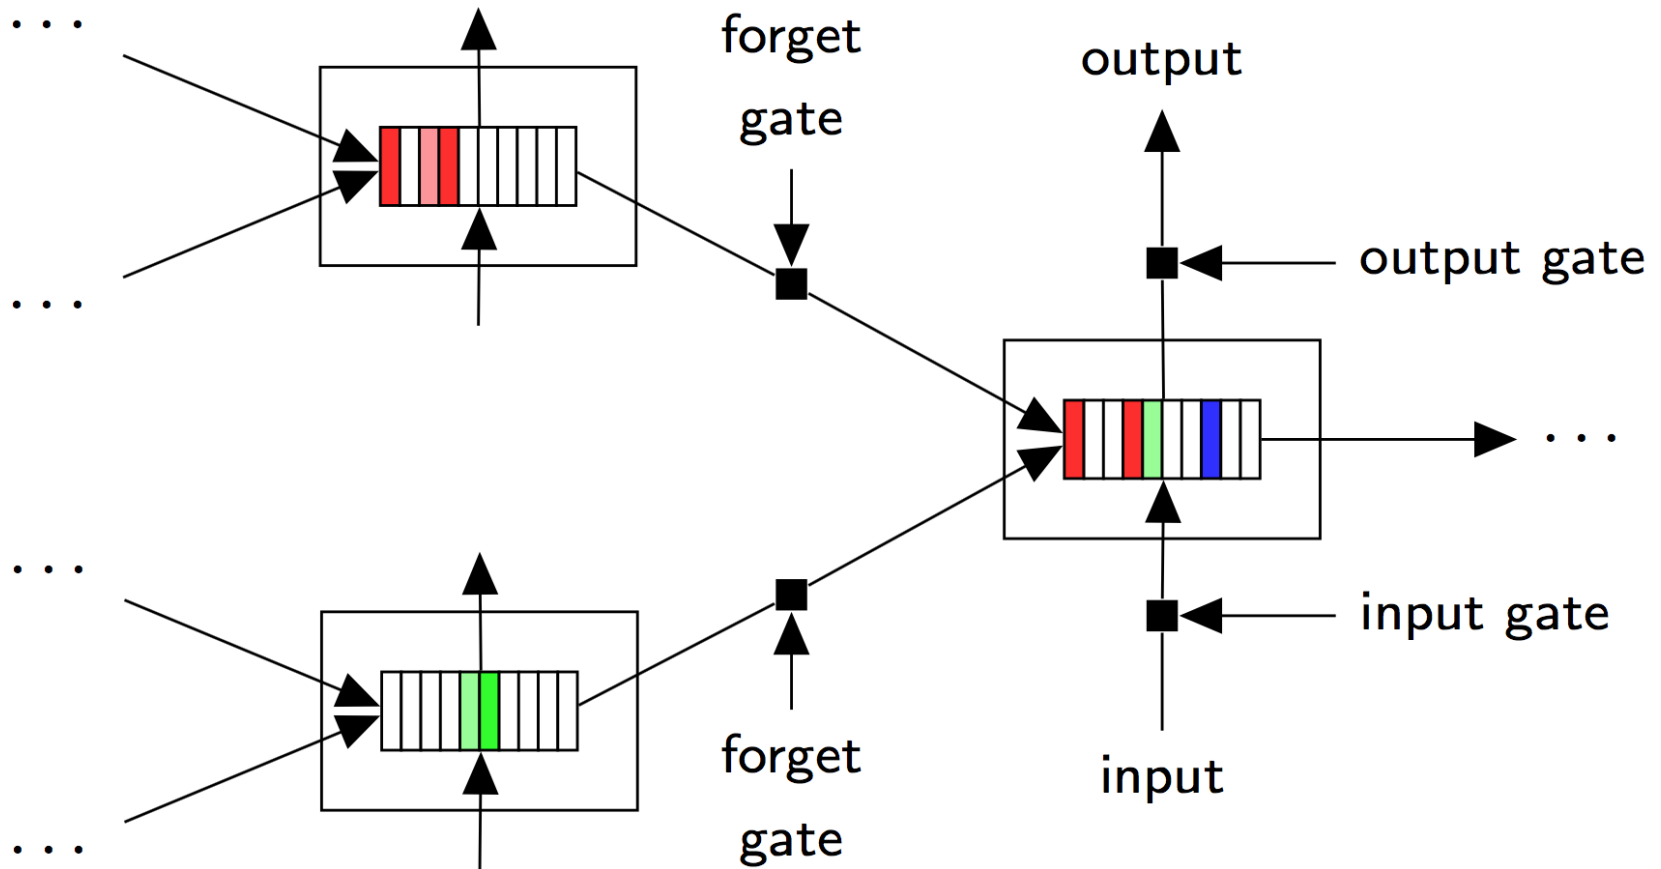 ...
forget
gate
output
...
output gate
...
...
input gate
forget
gate
input
...